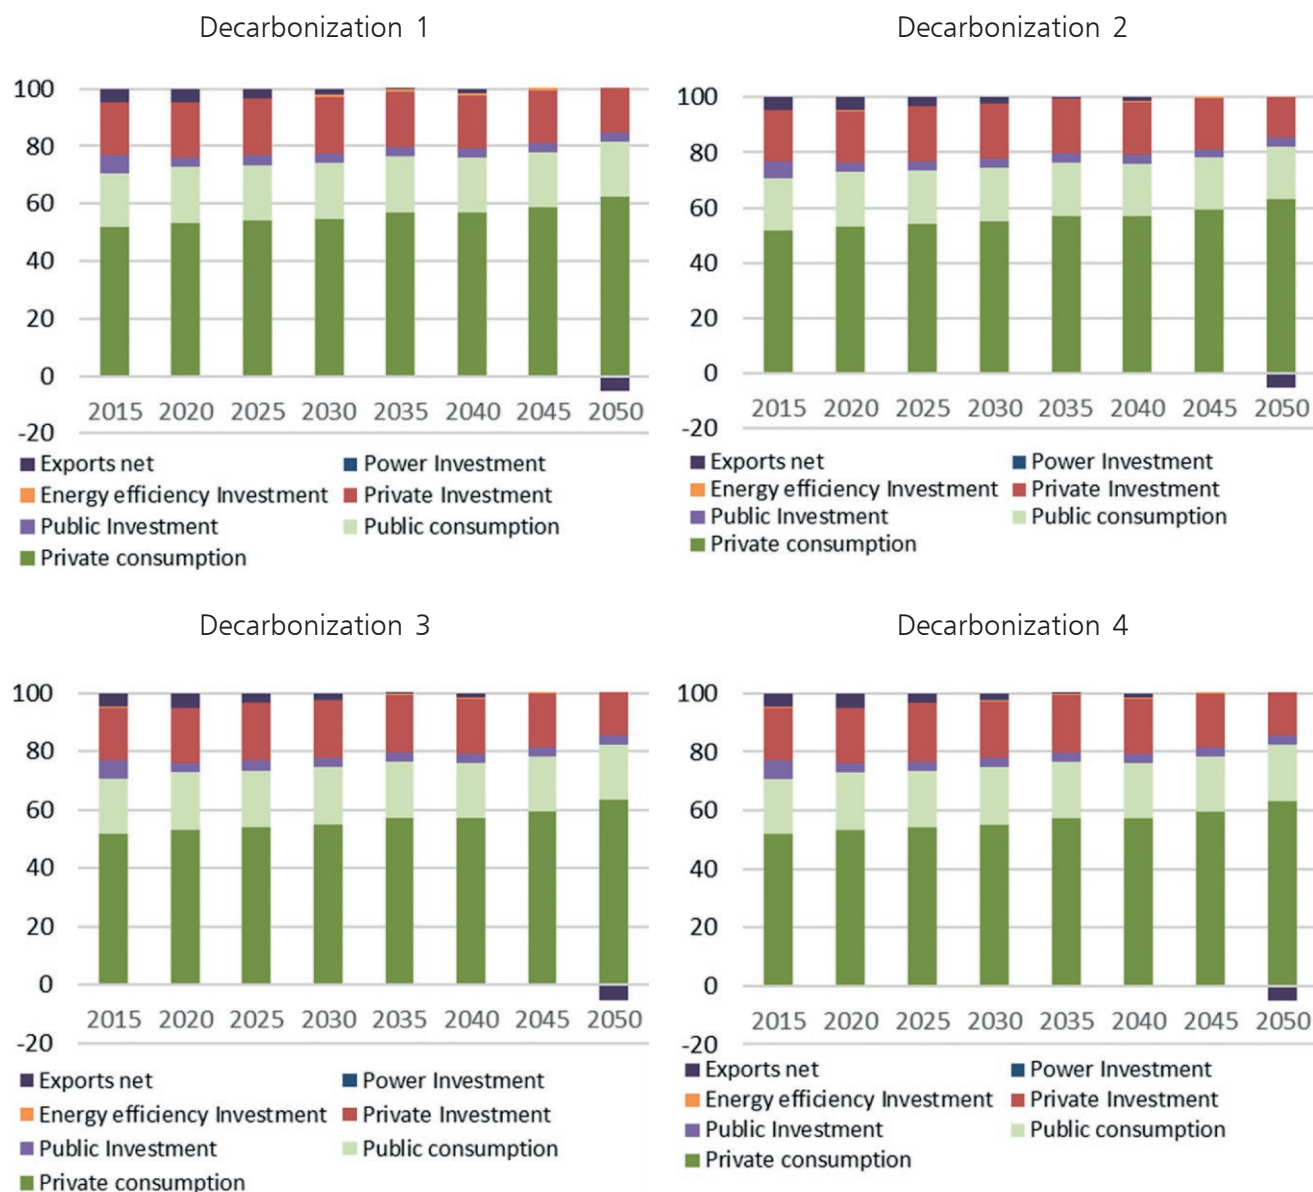 Decarbonization 1
100
80
60
40
20
0
-20
2015 2020 2025 2030 2035 2040 2045 2050
Exports net
Power Investment
Energy efficiency Investment
Private Investment
Public Investment
Public consumption
Private consumption
Decarbonization 2
100
80
60
40
20
0
-20
2015 2020 2025 2030 2035 2040 2045 2050
Exports net
Power Investment
Energy efficiency Investment
Private Investment
Public Investment
Public consumption
Private consumption
Decarbonization 3
100
80
60
40
20
0
-20
2015 2020 2025 2030 2035 2040 2045 2050
Exports net
Power Investment
Energy efficiency Investment
Private Investment
Public Investment
Public consumption
Private consumption
Decarbonization 4
100
80
60
40
20
0
-20
2015 2020 2025 2030 2035 2040 2045 2050
Exports net
Power Investment
Energy efficiency Investment
Private Investment
Public Investment
Public consumption
Private consumption